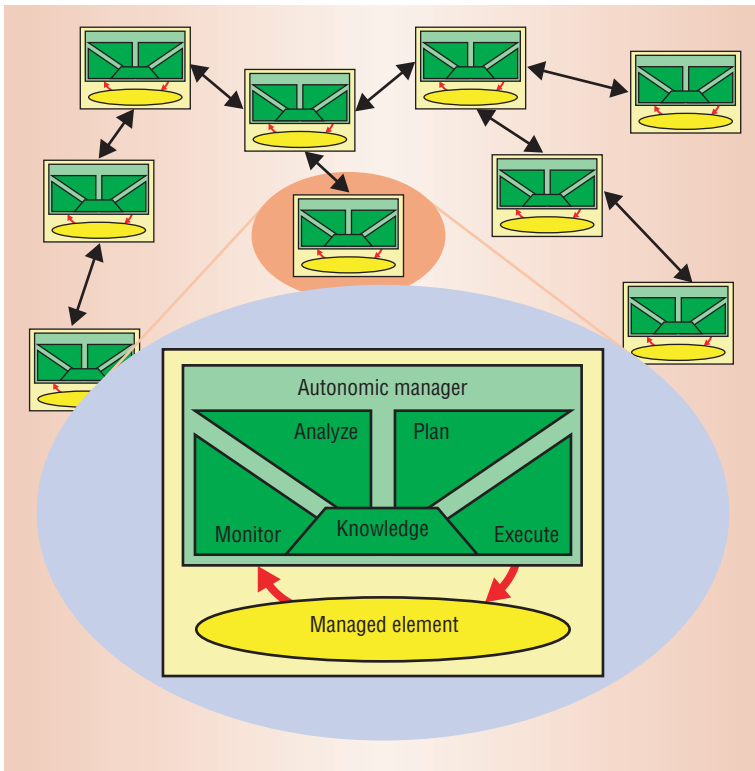 Autonomic manager
Analyze Plan
Monitor Knowledge Execute
Managed element